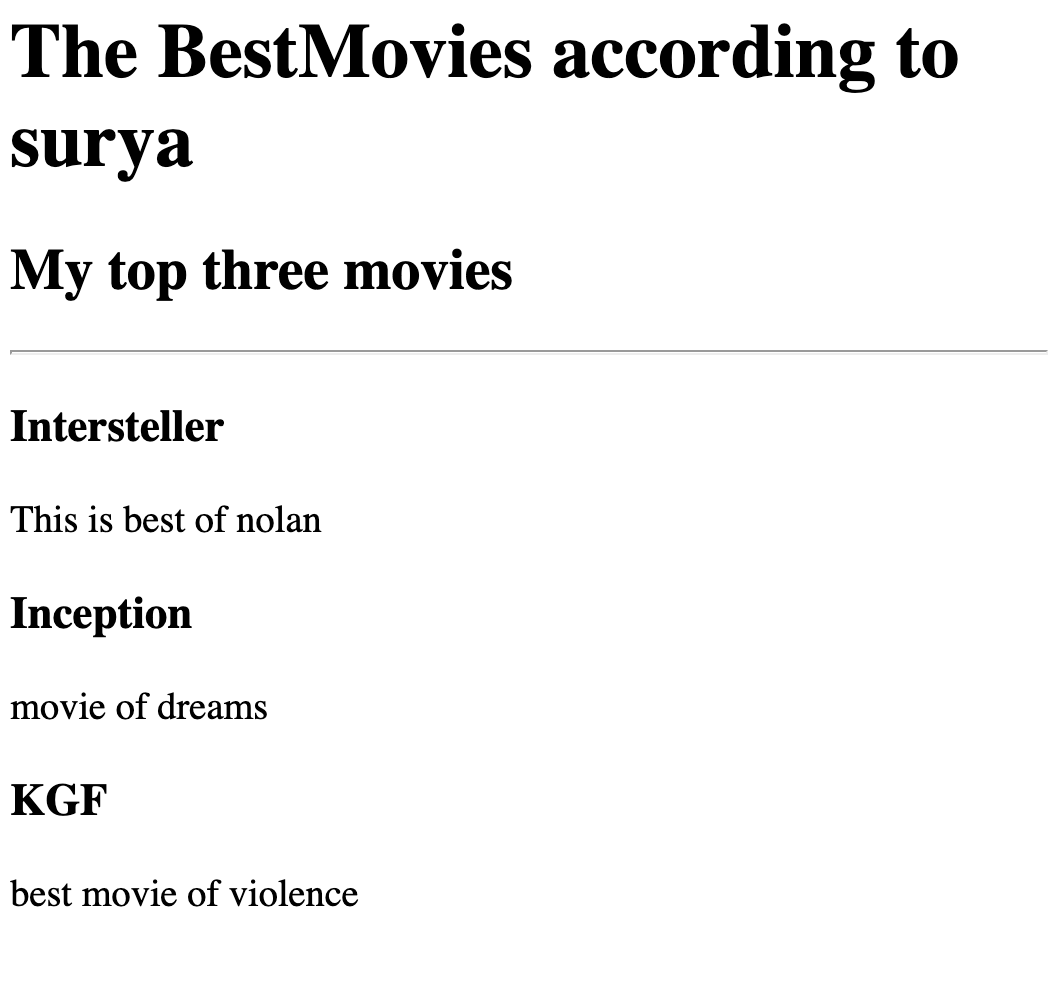 The BestMovies according to
surya
My top three movies
Intersteller
This is best of nolan
Inception
movie of dreams
KGF
best movie of violence